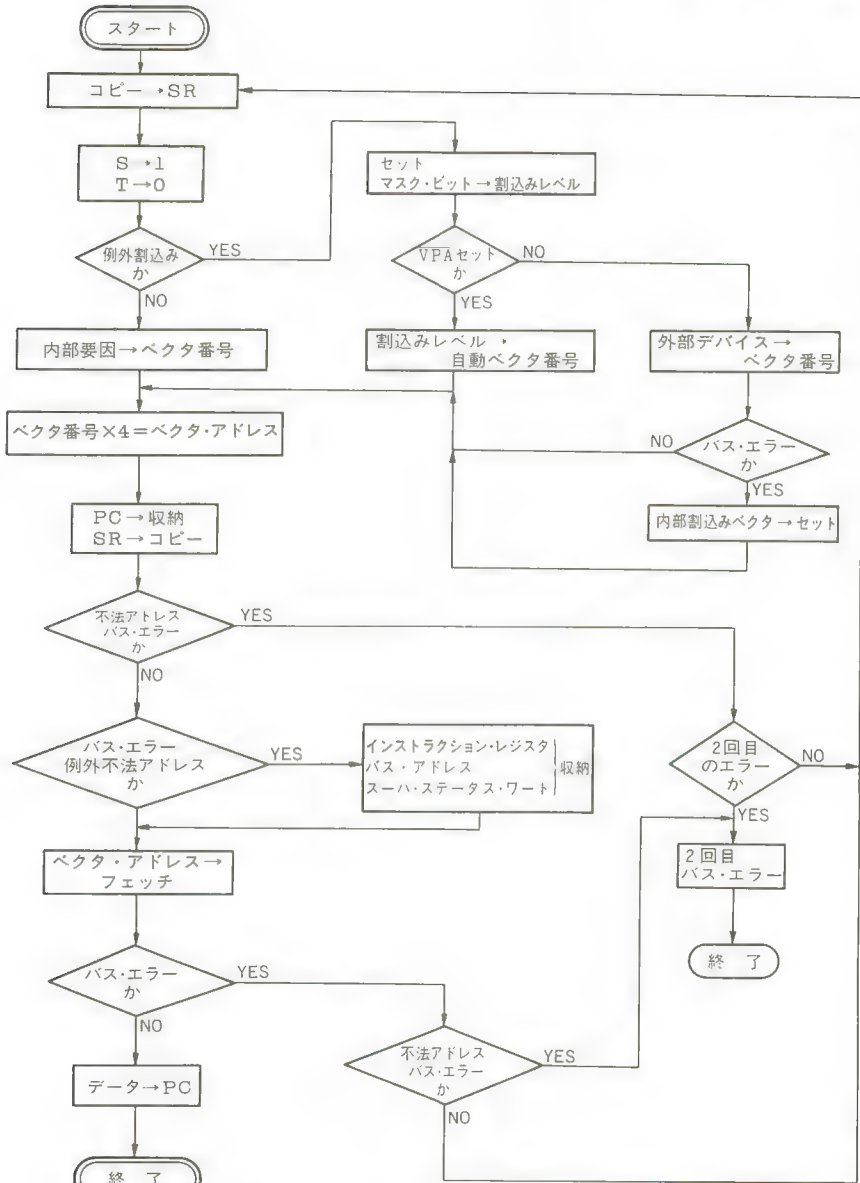 スタート
コピー→SR
S→1
T→0
例外割込み
か
YES
NO
セット
マスク・ビット→割込みレベル
VPAセット
か
NO
YES
内部要因→ベクタ番号
割込みレベル→
自動ベクタ番号
外部デバイス→
ベクタ番号
ベクタ番号×4=ベクタ・アドレス
NO
バス・エラー
か
YES
PC→収納
SR→コピー
内部割込みベクタ→セット
不法アトレス
バス・エラー
か
YES
NO
バス・エラー
例外不法アドレス
か
YES
NO
インストラクション・レジスタ
バス・アドレス
スーハ・ステータス・ワート
収納
2回目
のエラー
か
NO
YES
ベクタ・アドレス→
フェッチ
2回目
バス・エラー
終 了
バス・エラー
か
YES
NO
不法アドレス
バス・エラー
か
YES
NO
データ→PC
終 了